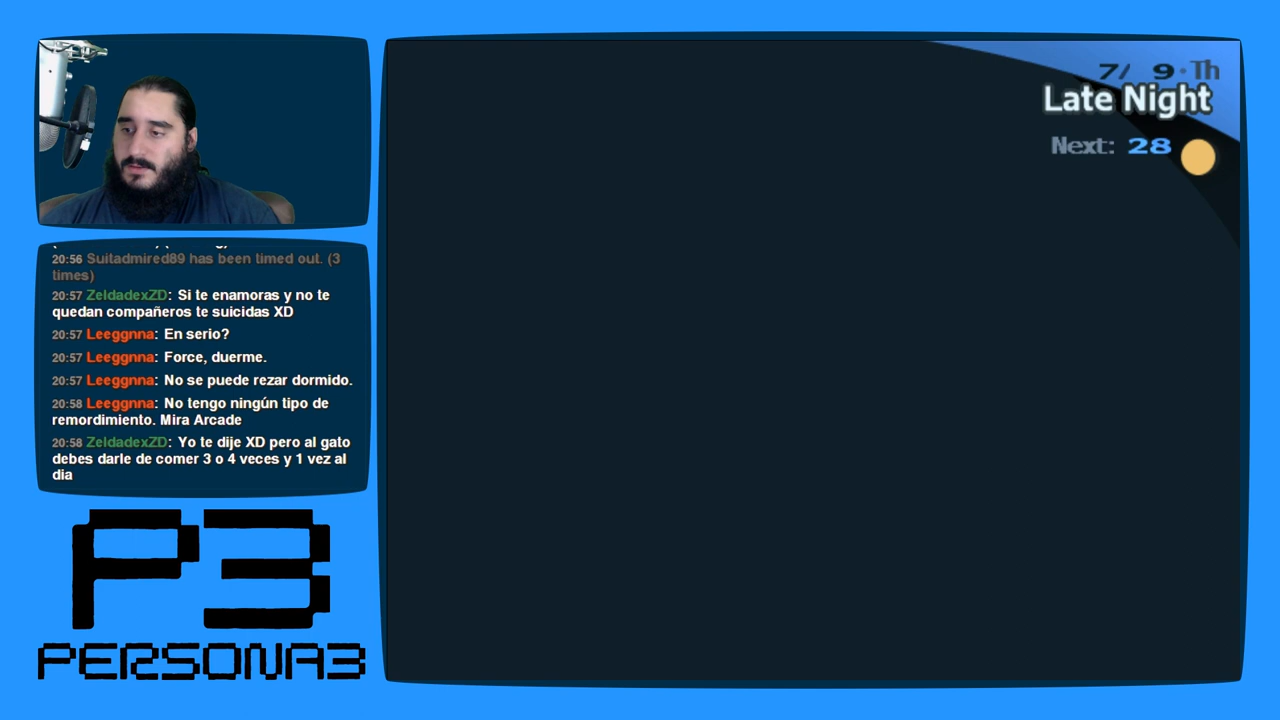 7/ 9·Th
Late Night
Next: 28
20:56 Suitadmired89 has been timed out. (3
times)
20:57 ZeldadexZD: Si te enamoras y no te
quedan compañeros te suicidas XD
20:57 Leeggnna: En serio?
20:57 Leeggnna: Force, duerme.
20:57 Leeggnna: No se puede rezar dormido.
20:58 Leeggnna: No tengo ningún tipo de
remordimiento. Mira Arcade
20:58 ZeldadexZD: Yo te dije XD pero al gato
debes darle de comer 3 o 4 veces y 1 vez al
dia
P3
PERSONA3